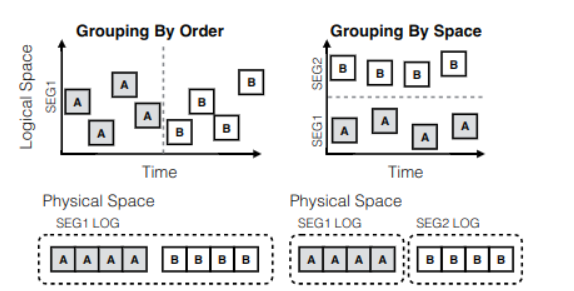 Grouping By Order
Logical Space
SEG1
A
A
A
A
B
B
B
B
Time
Physical Space
SEG1 LOG
A A A A B B B B
Grouping By Space
SEG2
B B B B
SEG1
A A A A
Time
Physical Space
SEG1 LOG SEG2 LOG
A A A A B B B B